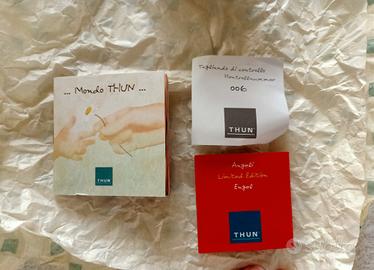 ... Mondo THUN ...
THUN
Tagliando di controllo
Kontrollnummer
006
THUN
Angeli
Limited Edition
Engel
THUN